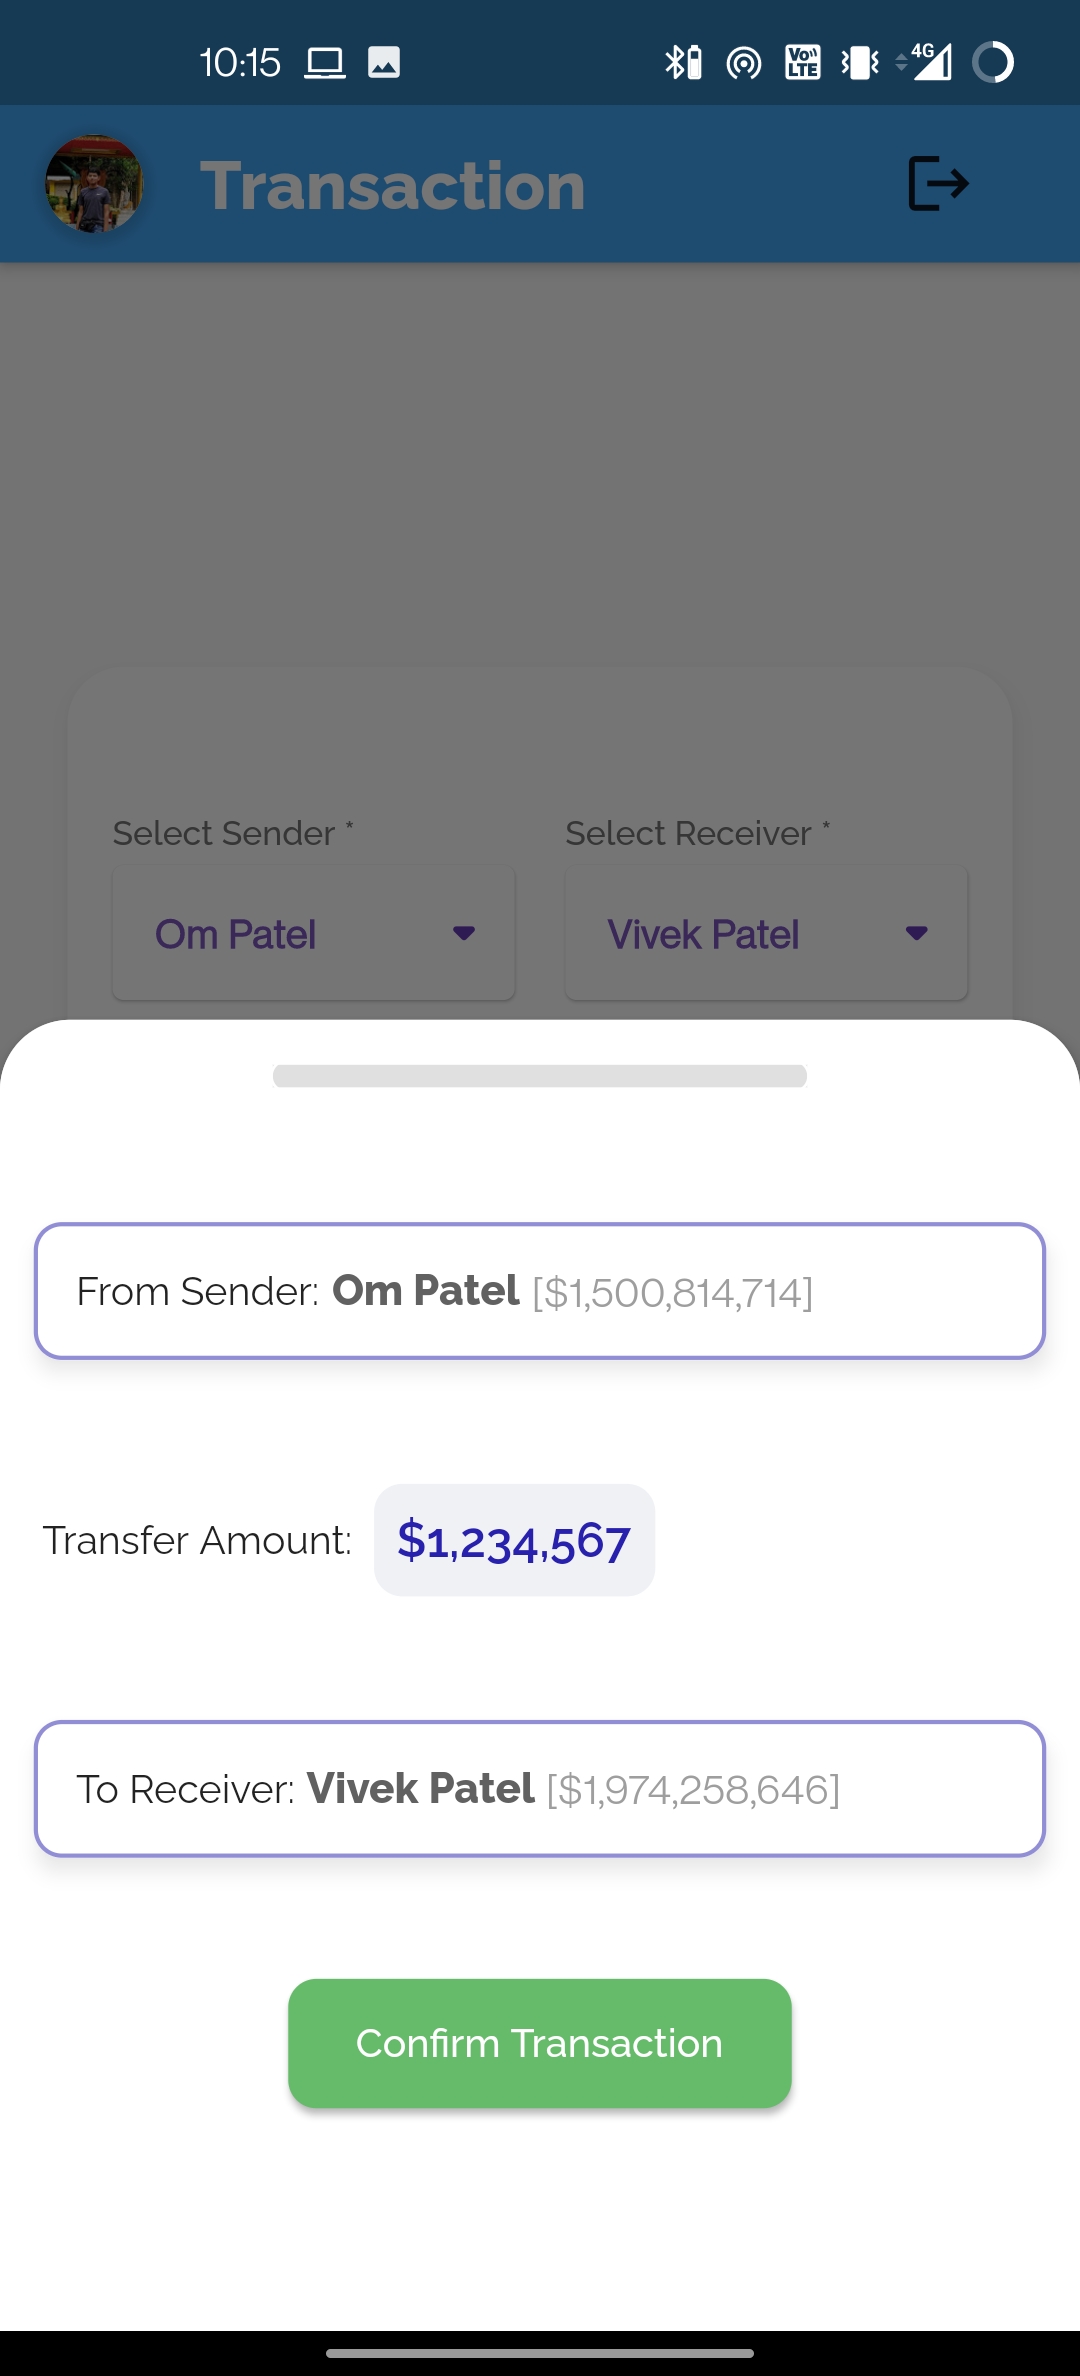 10:15
Vo)) LTE
4G
Transaction
Select Sender * Select Receiver *
Om Patel Vivek Patel
From Sender: Om Patel [$1,500,814,714]
Transfer Amount: $1,234,567
To Receiver: Vivek Patel [$1,974,258,646]
Confirm Transaction